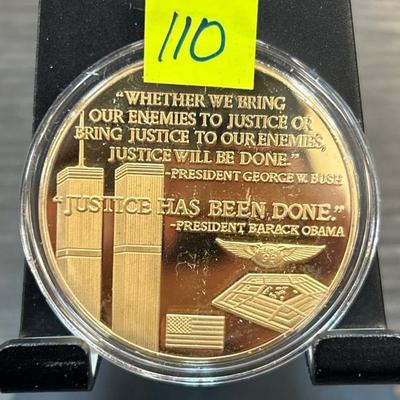 110
"WHETHER WE BRING
OUR ENEMIES TO JUSTICE OR
BRING JUSTICE TO OUR ENEMIES,
JUSTICE WILL BE DONE."
-PRESIDENT GEORGE W. BUSH
"JUSTICE HAS BEEN DONE."
-PRESIDENT BARACK OBAMA